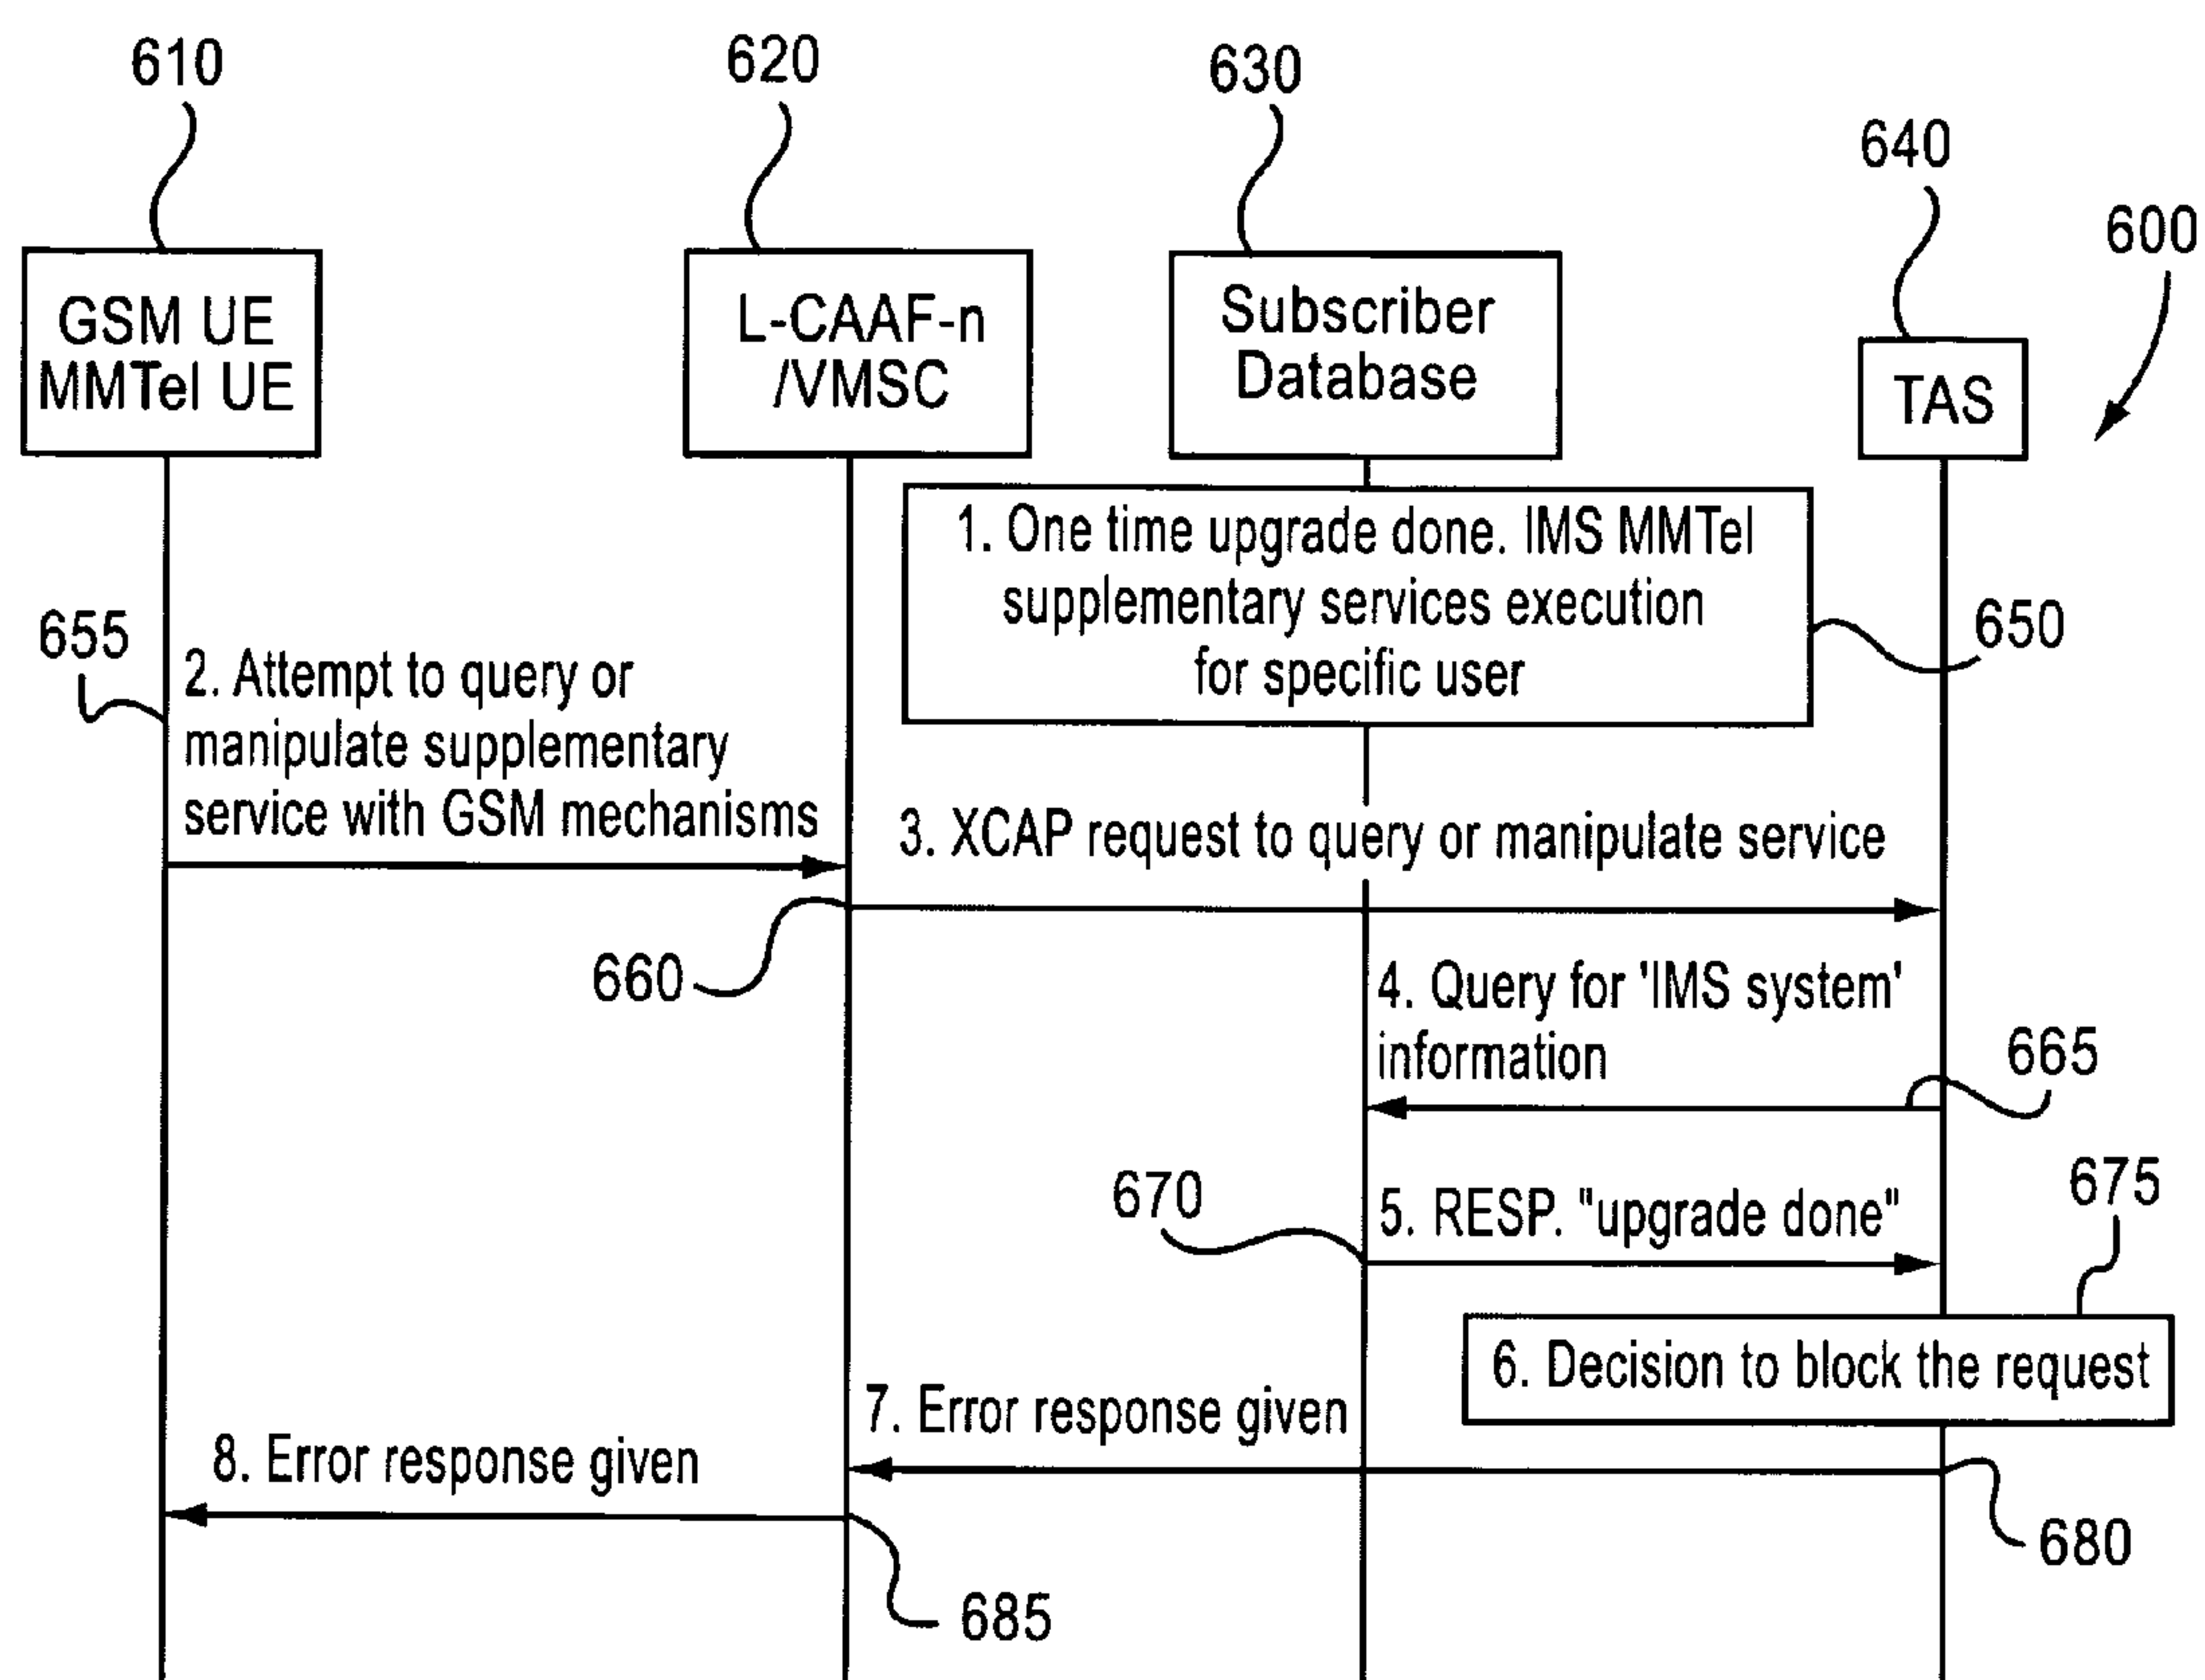 610
620
630
640
600
GSM UE
MMTel UE
L-CAAF-n
/VMSC
Subscriber
Database
TAS
1. One time upgrade done. IMS MMTel
supplementary services execution
for specific user
650
655
2. Attempt to query or
manipulate supplementary
service with GSM mechanisms
3. XCAP request to query or manipulate service
660
4. Query for 'IMS system'
information
665
670
5. RESP. "upgrade done"
675
6. Decision to block the request
7. Error response given
8. Error response given
680
685